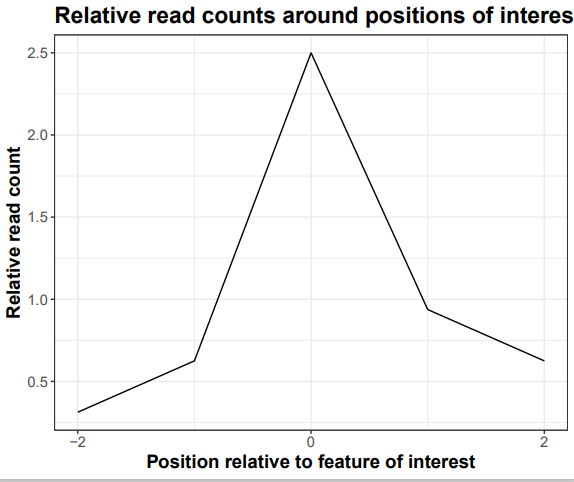 Relative read counts around positions of interes
2.5
2.0
1.5
1.0
0.5
Relative read count
−2 0 2
Position relative to feature of interest